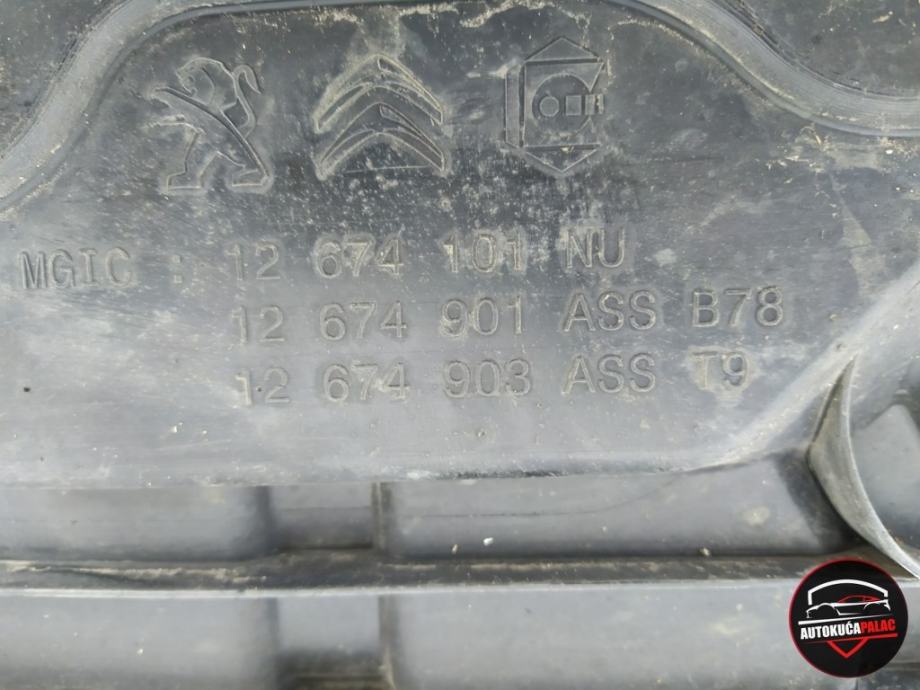 MGIC : 12 674 101 NU
12 674 901 ASS B78
12 674 903 ASS T9
AUTOKUĆAPALAC